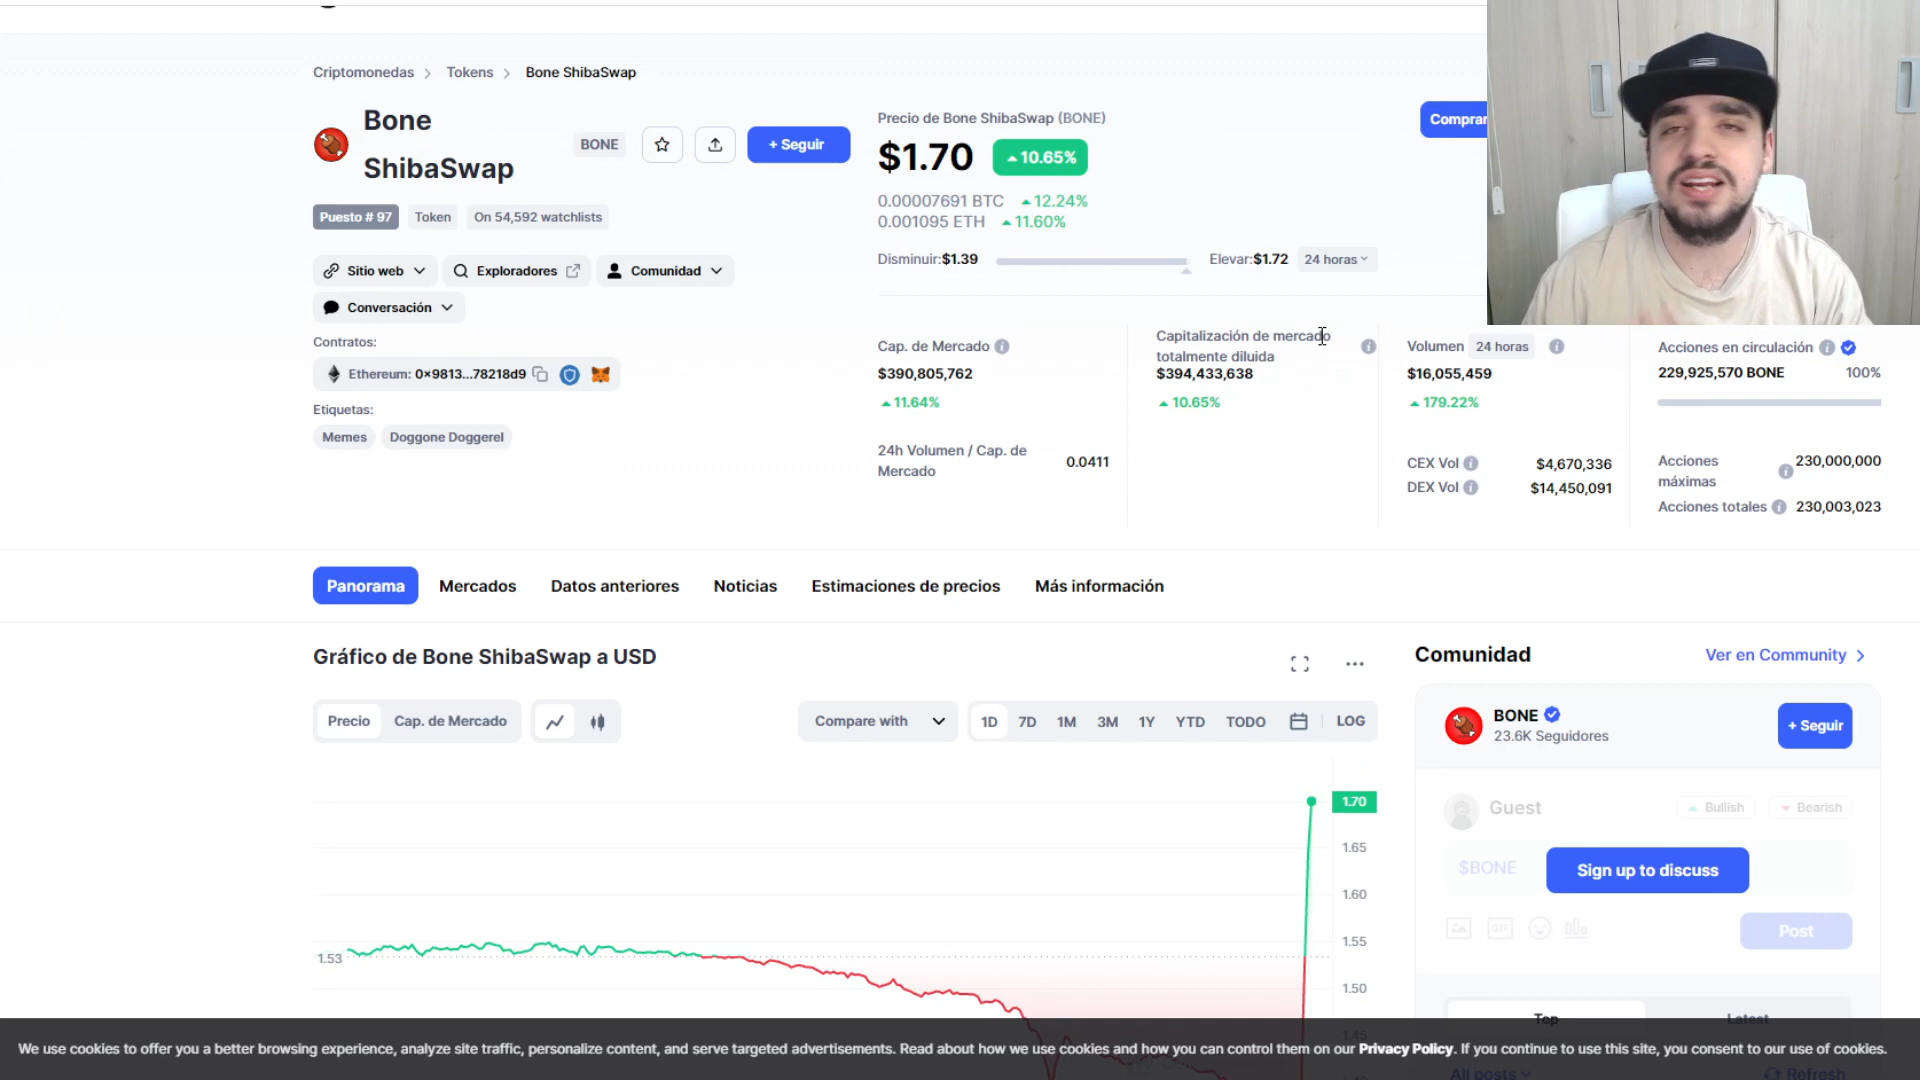 Criptomonedas > Tokens > Bone ShibaSwap
Bone
ShibaSwap
BONE
+ Seguir
Puesto # 97
Token
On 54,592 watchlists
Sitio web
Exploradores
Comunidad
Conversación
Contratos:
Ethereum: 0x9813...78218d9
Etiquetas:
Memes
Doggone Doggerel
Precio de Bone ShibaSwap (BONE)
$1.70
10.65%
0.00007691 BTC 12.24%
0.001095 ETH 11.60%
Disminuir:$1.39
Elevar:$1.72
24 horas
Comprar
Cap. de Mercado
$390,805,762
11.64%
24h Volumen / Cap. de
Mercado
0.0411
Capitalización de mercado
totalmente diluida
$394,433,638
10.65%
Volumen 24 horas
$16,055,459
179.22%
CEX Vol $4,670,336
DEX Vol $14,450,091
Acciones en circulación
229,925,570 BONE 100%
Acciones
máximas
230,000,000
Acciones totales 230,003,023
Panorama
Mercados
Datos anteriores
Noticias
Estimaciones de precios
Más información
Gráfico de Bone ShibaSwap a USD
Precio
Cap. de Mercado
Compare with
1D 7D 1M 3M 1Y YTD TODO LOG
1.70
1.65
1.60
1.55
1.53
1.50
1.45
Comunidad
Ver en Community >
BONE
23.6K Seguidores
+ Seguir
Guest
Bullish
Bearish
$BONE
Sign up to discuss
GIF
Post
Top
Latest
We use cookies to offer you a better browsing experience, analyze site traffic, personalize content, and serve targeted advertisements. Read about how we use cookies and how you can control them on our Privacy Policy. If you continue to use this site, you consent to our use of cookies.
All posts
Refresh